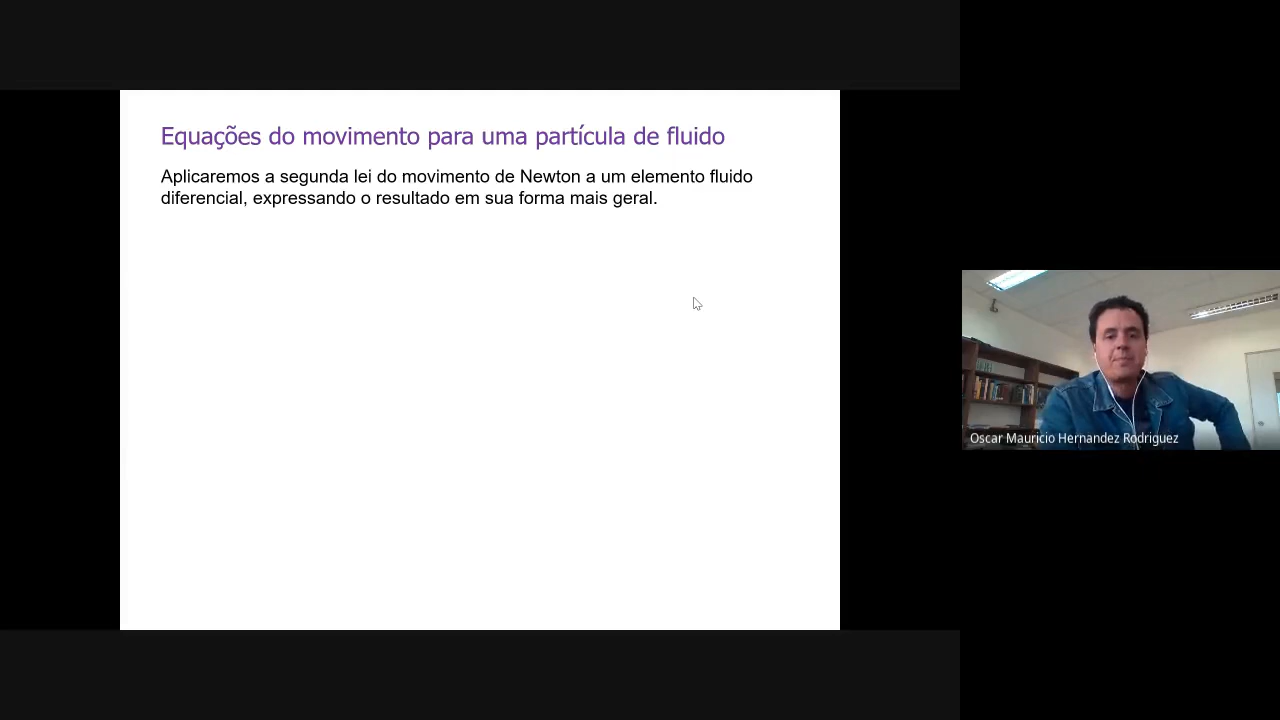 Equações do movimento para uma partícula de fluido
Aplicaremos a segunda lei do movimento de Newton a um elemento fluido
diferencial, expressando o resultado em sua forma mais geral.
Oscar Mauricio Hernandez Rodriguez